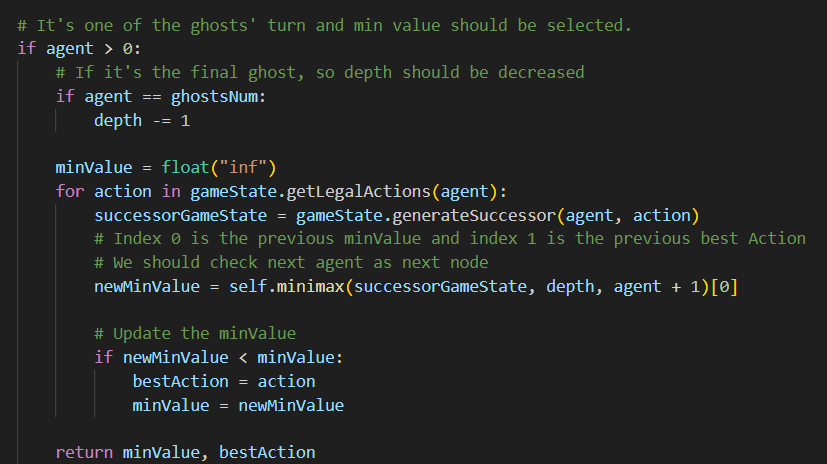 # It's one of the ghosts' turn and min value should be selected.
if agent > 0:
    # If it's the final ghost, so depth should be decreased
    if agent == ghostsNum:
        depth -= 1

    minValue = float("inf")
    for action in gameState.getLegalActions(agent):
        successorGameState = gameState.generateSuccessor(agent, action)
        # Index 0 is the previous minValue and index 1 is the previous best Action
        # We should check next agent as next node
        newMinValue = self.minimax(successorGameState, depth, agent + 1)[0]

        # Update the minValue
        if newMinValue < minValue:
            bestAction = action
            minValue = newMinValue

    return minValue, bestAction